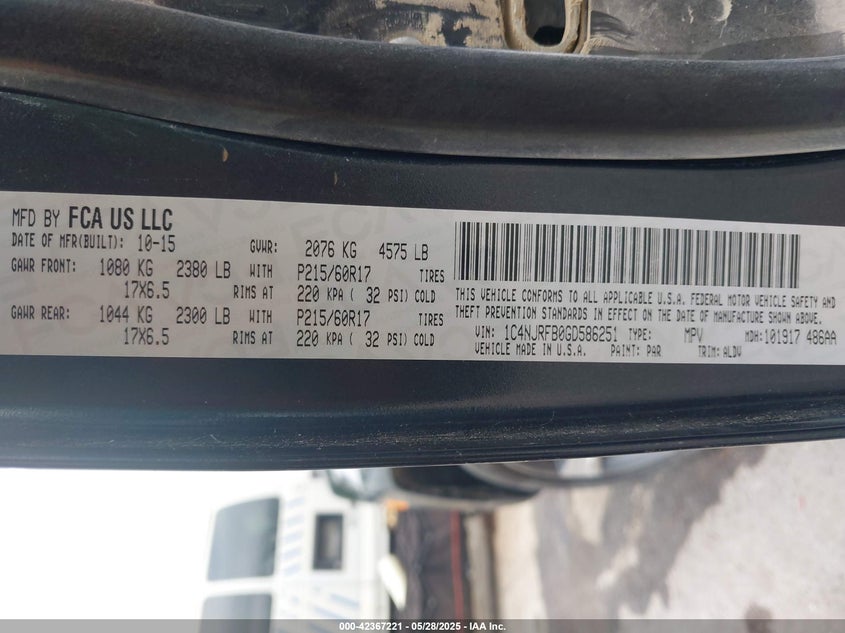 MFD BY FCA US LLC
DATE OF MFR(BUILT): 10-15 GVWR: 2076 KG 4575 LB
GAWR FRONT: 1080 KG 2380 LB WITH P215/60R17 TIRES
17X6.5 RIMS AT 220 KPA ( 32 PSI) COLD
GAWR REAR: 1044 KG 2300 LB WITH P215/60R17 TIRES
17X6.5 RIMS AT 220 KPA ( 32 PSI) COLD
THIS VEHICLE CONFORMS TO ALL APPLICABLE U.S.A. FEDERAL MOTOR VEHICLE SAFETY AND
THEFT PREVENTION STANDARDS IN EFFECT ON THE DATE OF MANUFACTURE SHOWN ABOVE.
VIN: 1C4NJRFB0GD586251 TYPE: MPV MDH:101917 486AA
VEHICLE MADE IN U.S.A. PAINT: PAR TRIM: ALDV
000-42367221 - 05/28/2025 - IAA Inc.